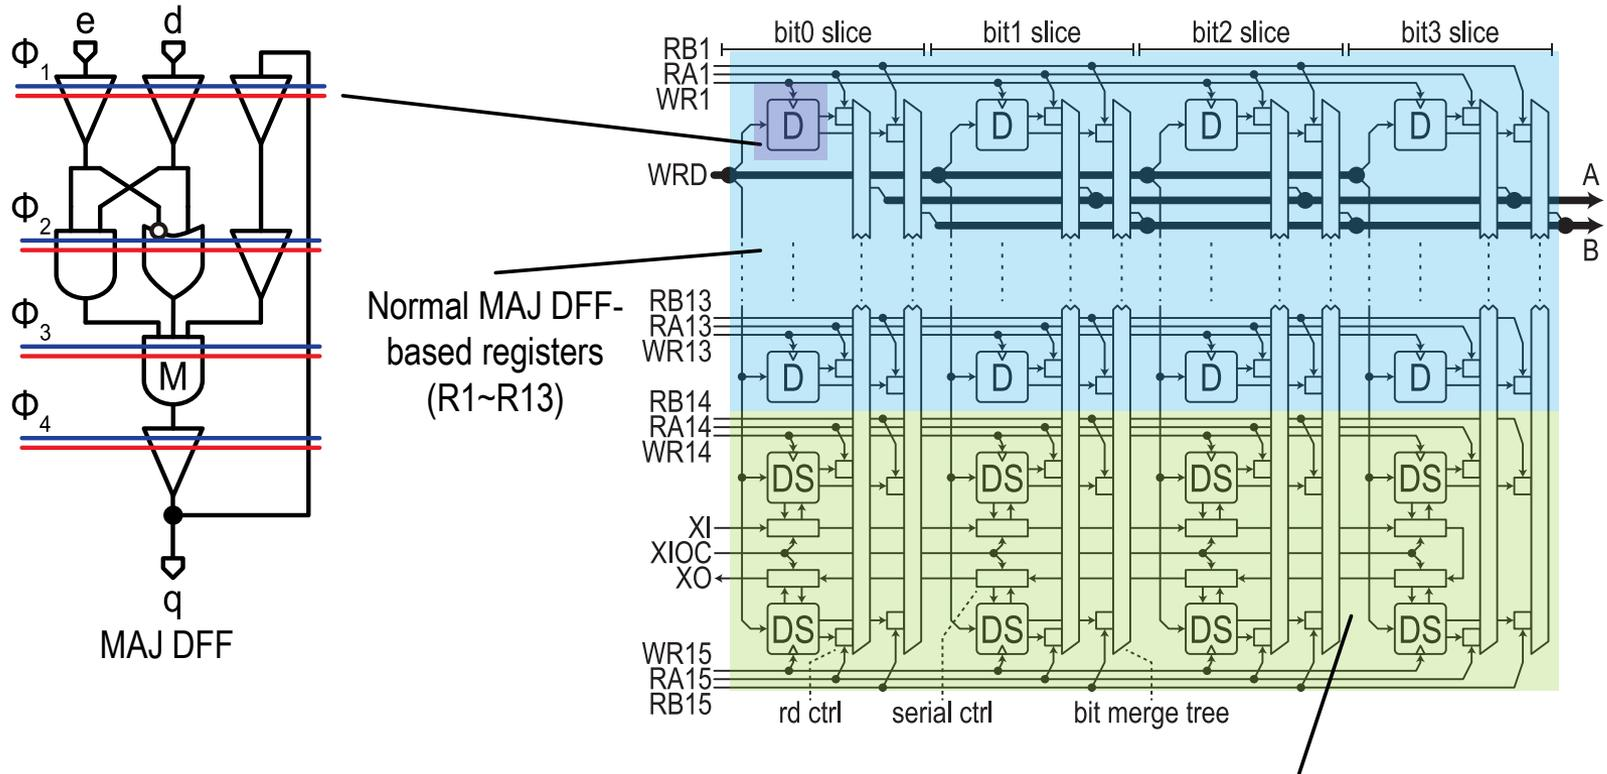 e d
Φ1
Φ2
Φ3
M
Φ4
q
MAJ DFF
Normal MAJ DFF-
based registers
(R1~R13)
bit0 slice bit1 slice bit2 slice bit3 slice
RB1
RA1
WR1
D D D D
WRD
A
B
RB13
RA13
WR13
D D D D
RB14
RA14
WR14
DS DS DS DS
XI
XIOC
XO
DS DS DS DS
WR15
RA15
RB15
rd ctrl serial ctrl bit merge tree